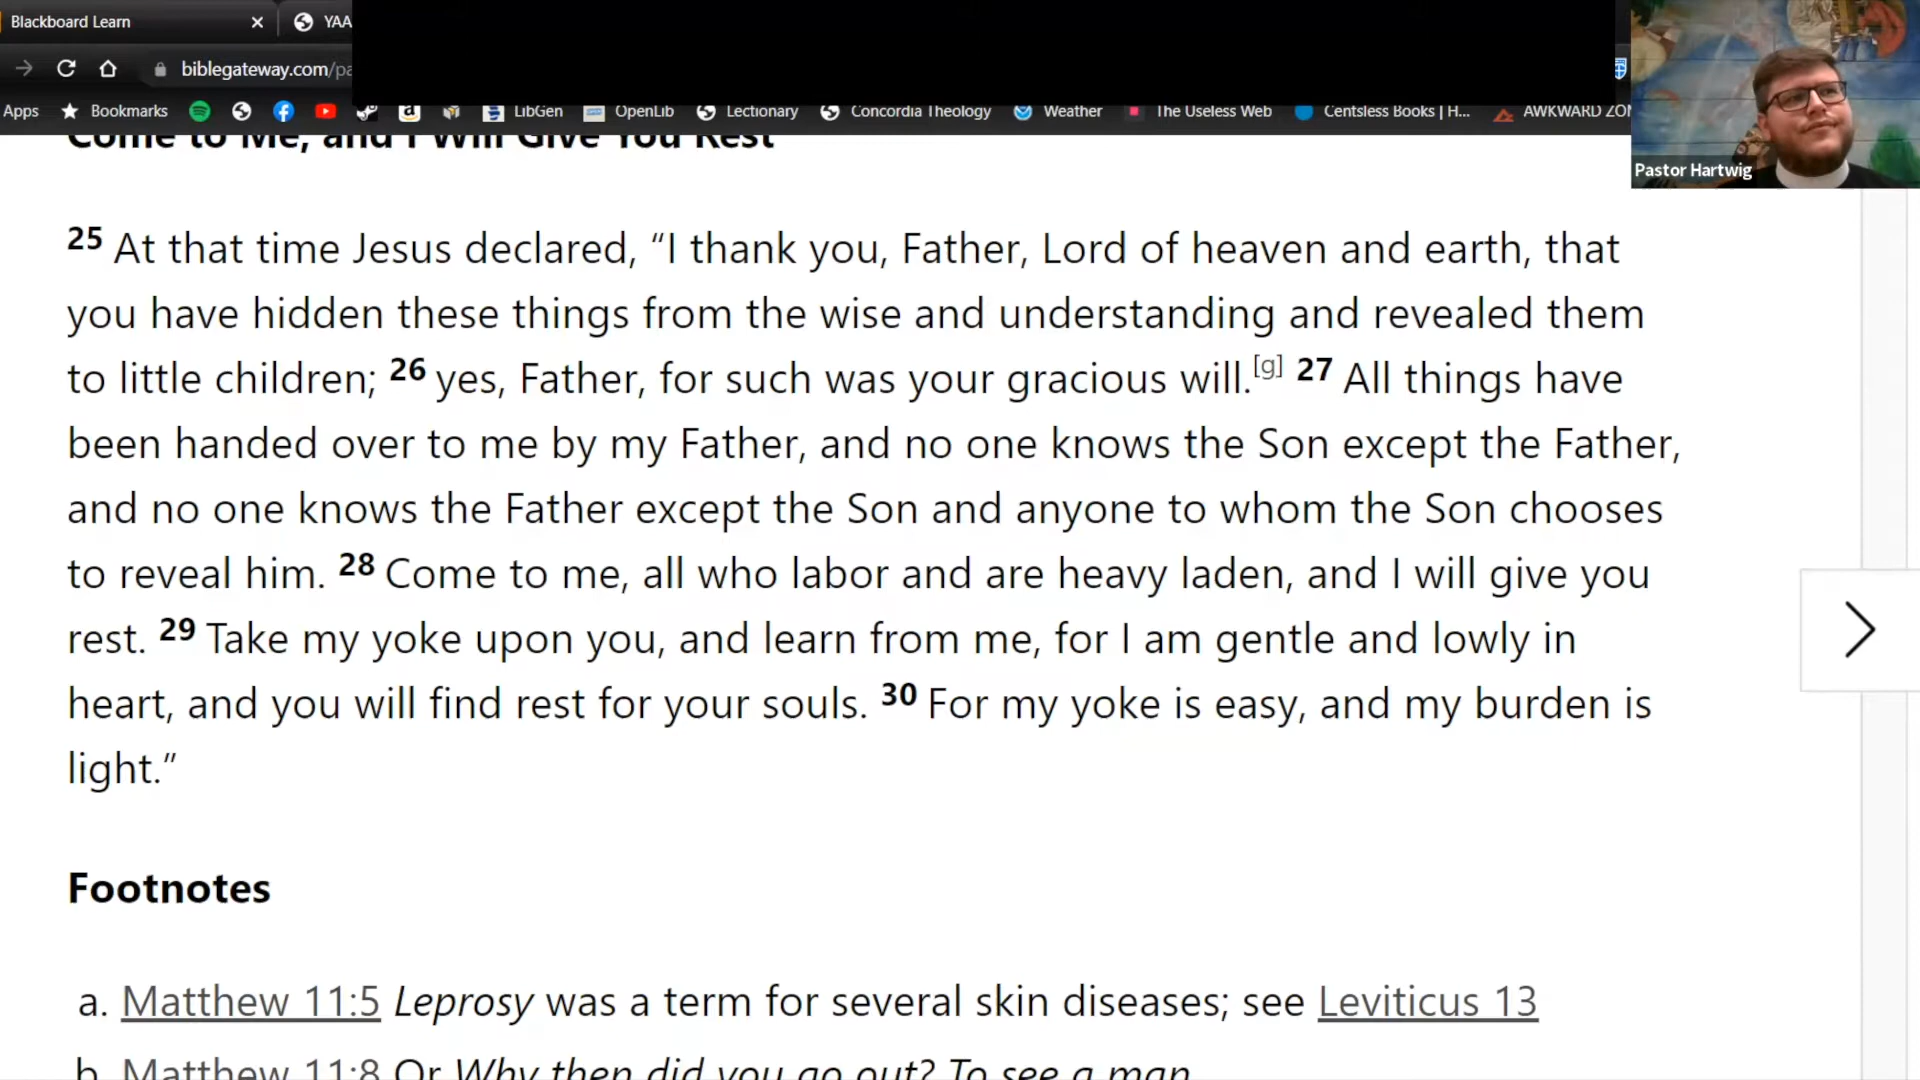 Blackboard Learn
YAA
biblegateway.com/pa
Apps Bookmarks LibGen OpenLib Lectionary Concordia Theology Weather The Useless Web Centsless Books | H... AWKWARD ZO
Pastor Hartwig
Come to Me, and I Will Give You Rest
25 At that time Jesus declared, “I thank you, Father, Lord of heaven and earth, that
you have hidden these things from the wise and understanding and revealed them
to little children; 26 yes, Father, for such was your gracious will.[g] 27 All things have
been handed over to me by my Father, and no one knows the Son except the Father,
and no one knows the Father except the Son and anyone to whom the Son chooses
to reveal him. 28 Come to me, all who labor and are heavy laden, and I will give you
rest. 29 Take my yoke upon you, and learn from me, for I am gentle and lowly in
heart, and you will find rest for your souls. 30 For my yoke is easy, and my burden is
light.”
Footnotes
a. Matthew 11:5 Leprosy was a term for several skin diseases; see Leviticus 13
b. Matthew 11:8 Or Why then did you go out? To see a man